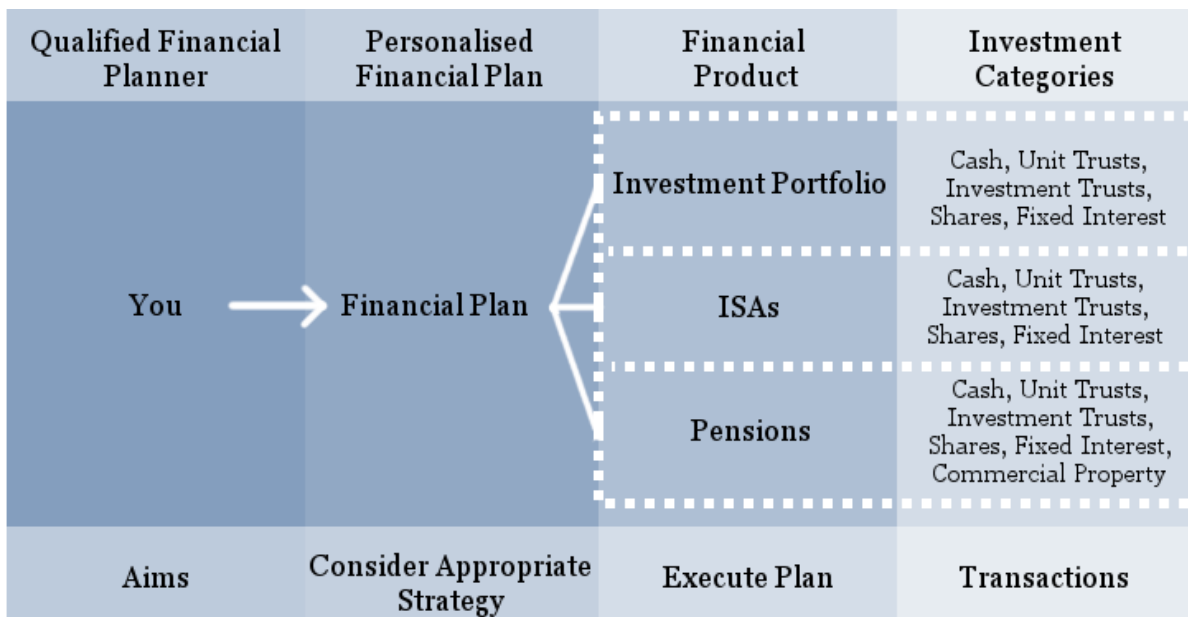 Qualified Financial
Planner
Personalised
Financial Plan
Financial
Product
Investment
Categories
You
Financial Plan
Investment Portfolio
Cash, Unit Trusts,
Investment Trusts,
Shares, Fixed Interest
ISAs
Cash, Unit Trusts,
Investment Trusts,
Shares, Fixed Interest
Pensions
Cash, Unit Trusts,
Investment Trusts,
Shares, Fixed Interest,
Commercial Property
Aims
Consider Appropriate
Strategy
Execute Plan
Transactions